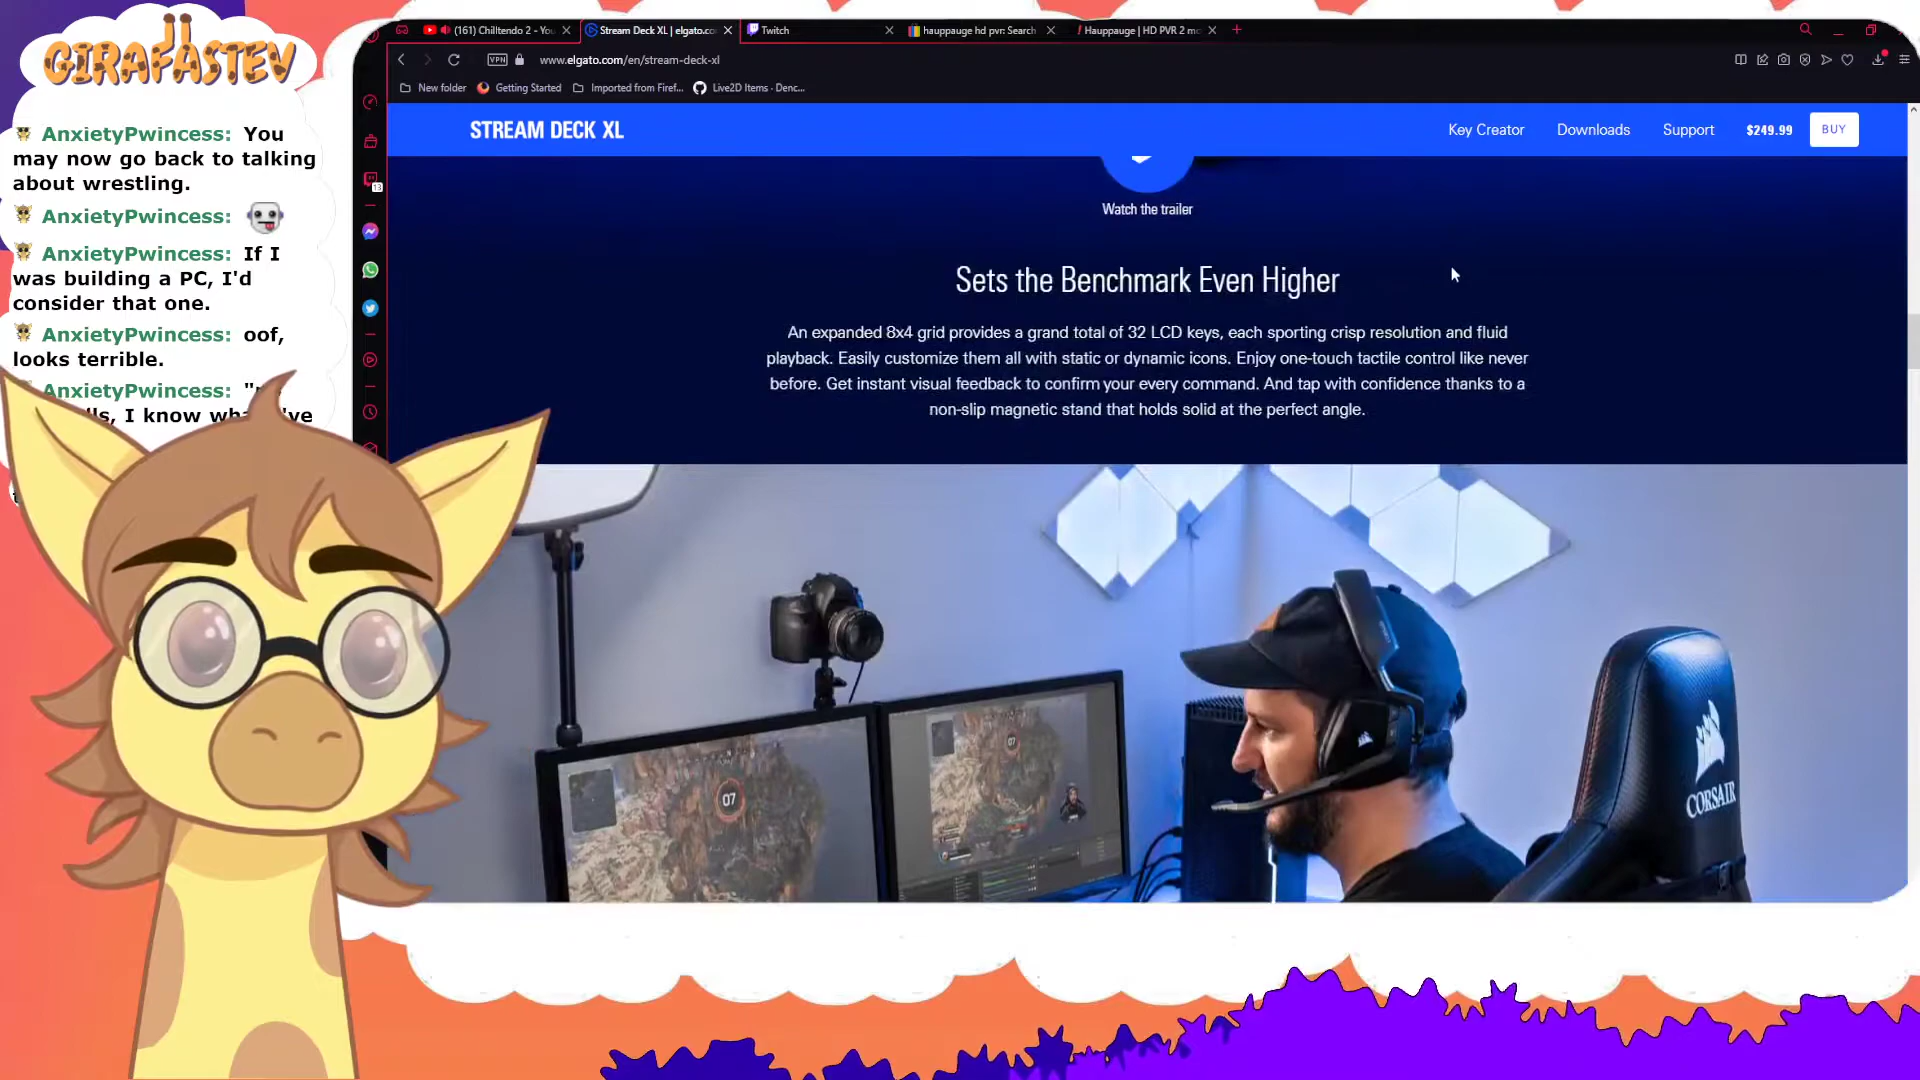 GIRAFASTEV
AnxietyPwincess: You
may now go back to talking
about wrestling.
AnxietyPwincess:
AnxietyPwincess: If I
was building a PC, I'd
consider that one.
AnxietyPwincess: oof,
looks terrible.
AnxietyPwincess:
I know
(161) Chilltendo 2 - You
Stream Deck XL | elgato.co
Twitch
hauppauge hd pvr: Search
Hauppauge | HD PVR 2 mo
VPN
www.elgato.com/en/stream-deck-xl
New folder
Getting Started
Imported from Firef...
Live2D Items - Denc...
13
STREAM DECK XL
Key Creator
Downloads
Support
$249.99
BUY
Watch the trailer
Sets the Benchmark Even Higher
An expanded 8x4 grid provides a grand total of 32 LCD keys, each sporting crisp resolution and fluid
playback. Easily customize them all with static or dynamic icons. Enjoy one-touch tactile control like never
before. Get instant visual feedback to confirm your every command. And tap with confidence thanks to a
non-slip magnetic stand that holds solid at the perfect angle.
07
07
CORSAIR